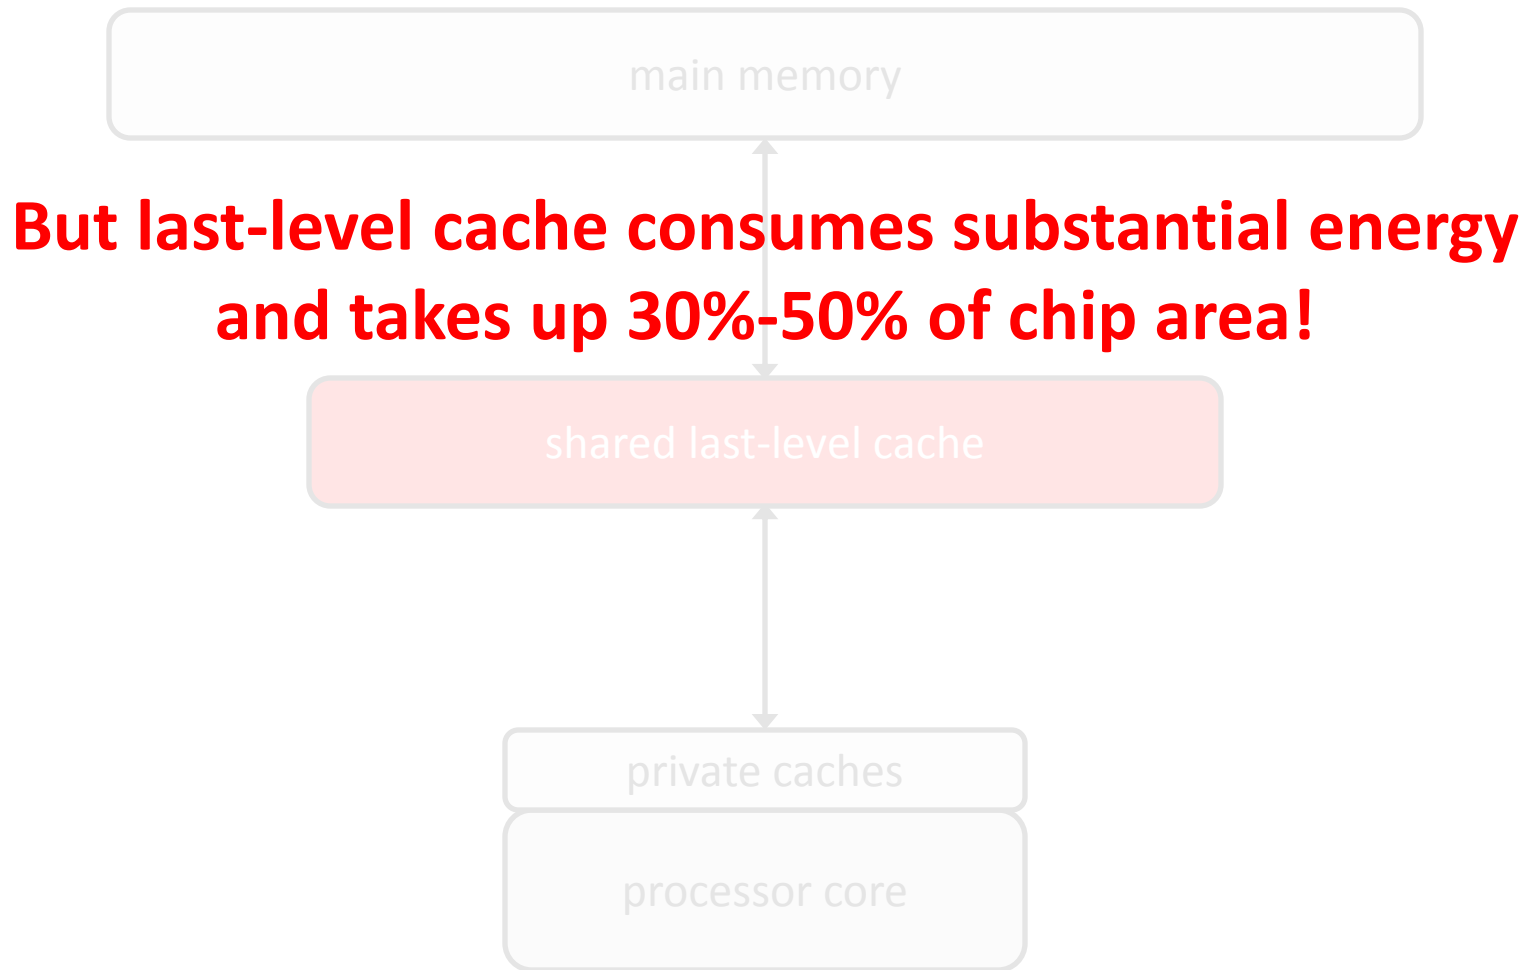 main memory
But last-level cache consumes substantial energy
and takes up 30%-50% of chip area!
shared last-level cache
private caches
processor core